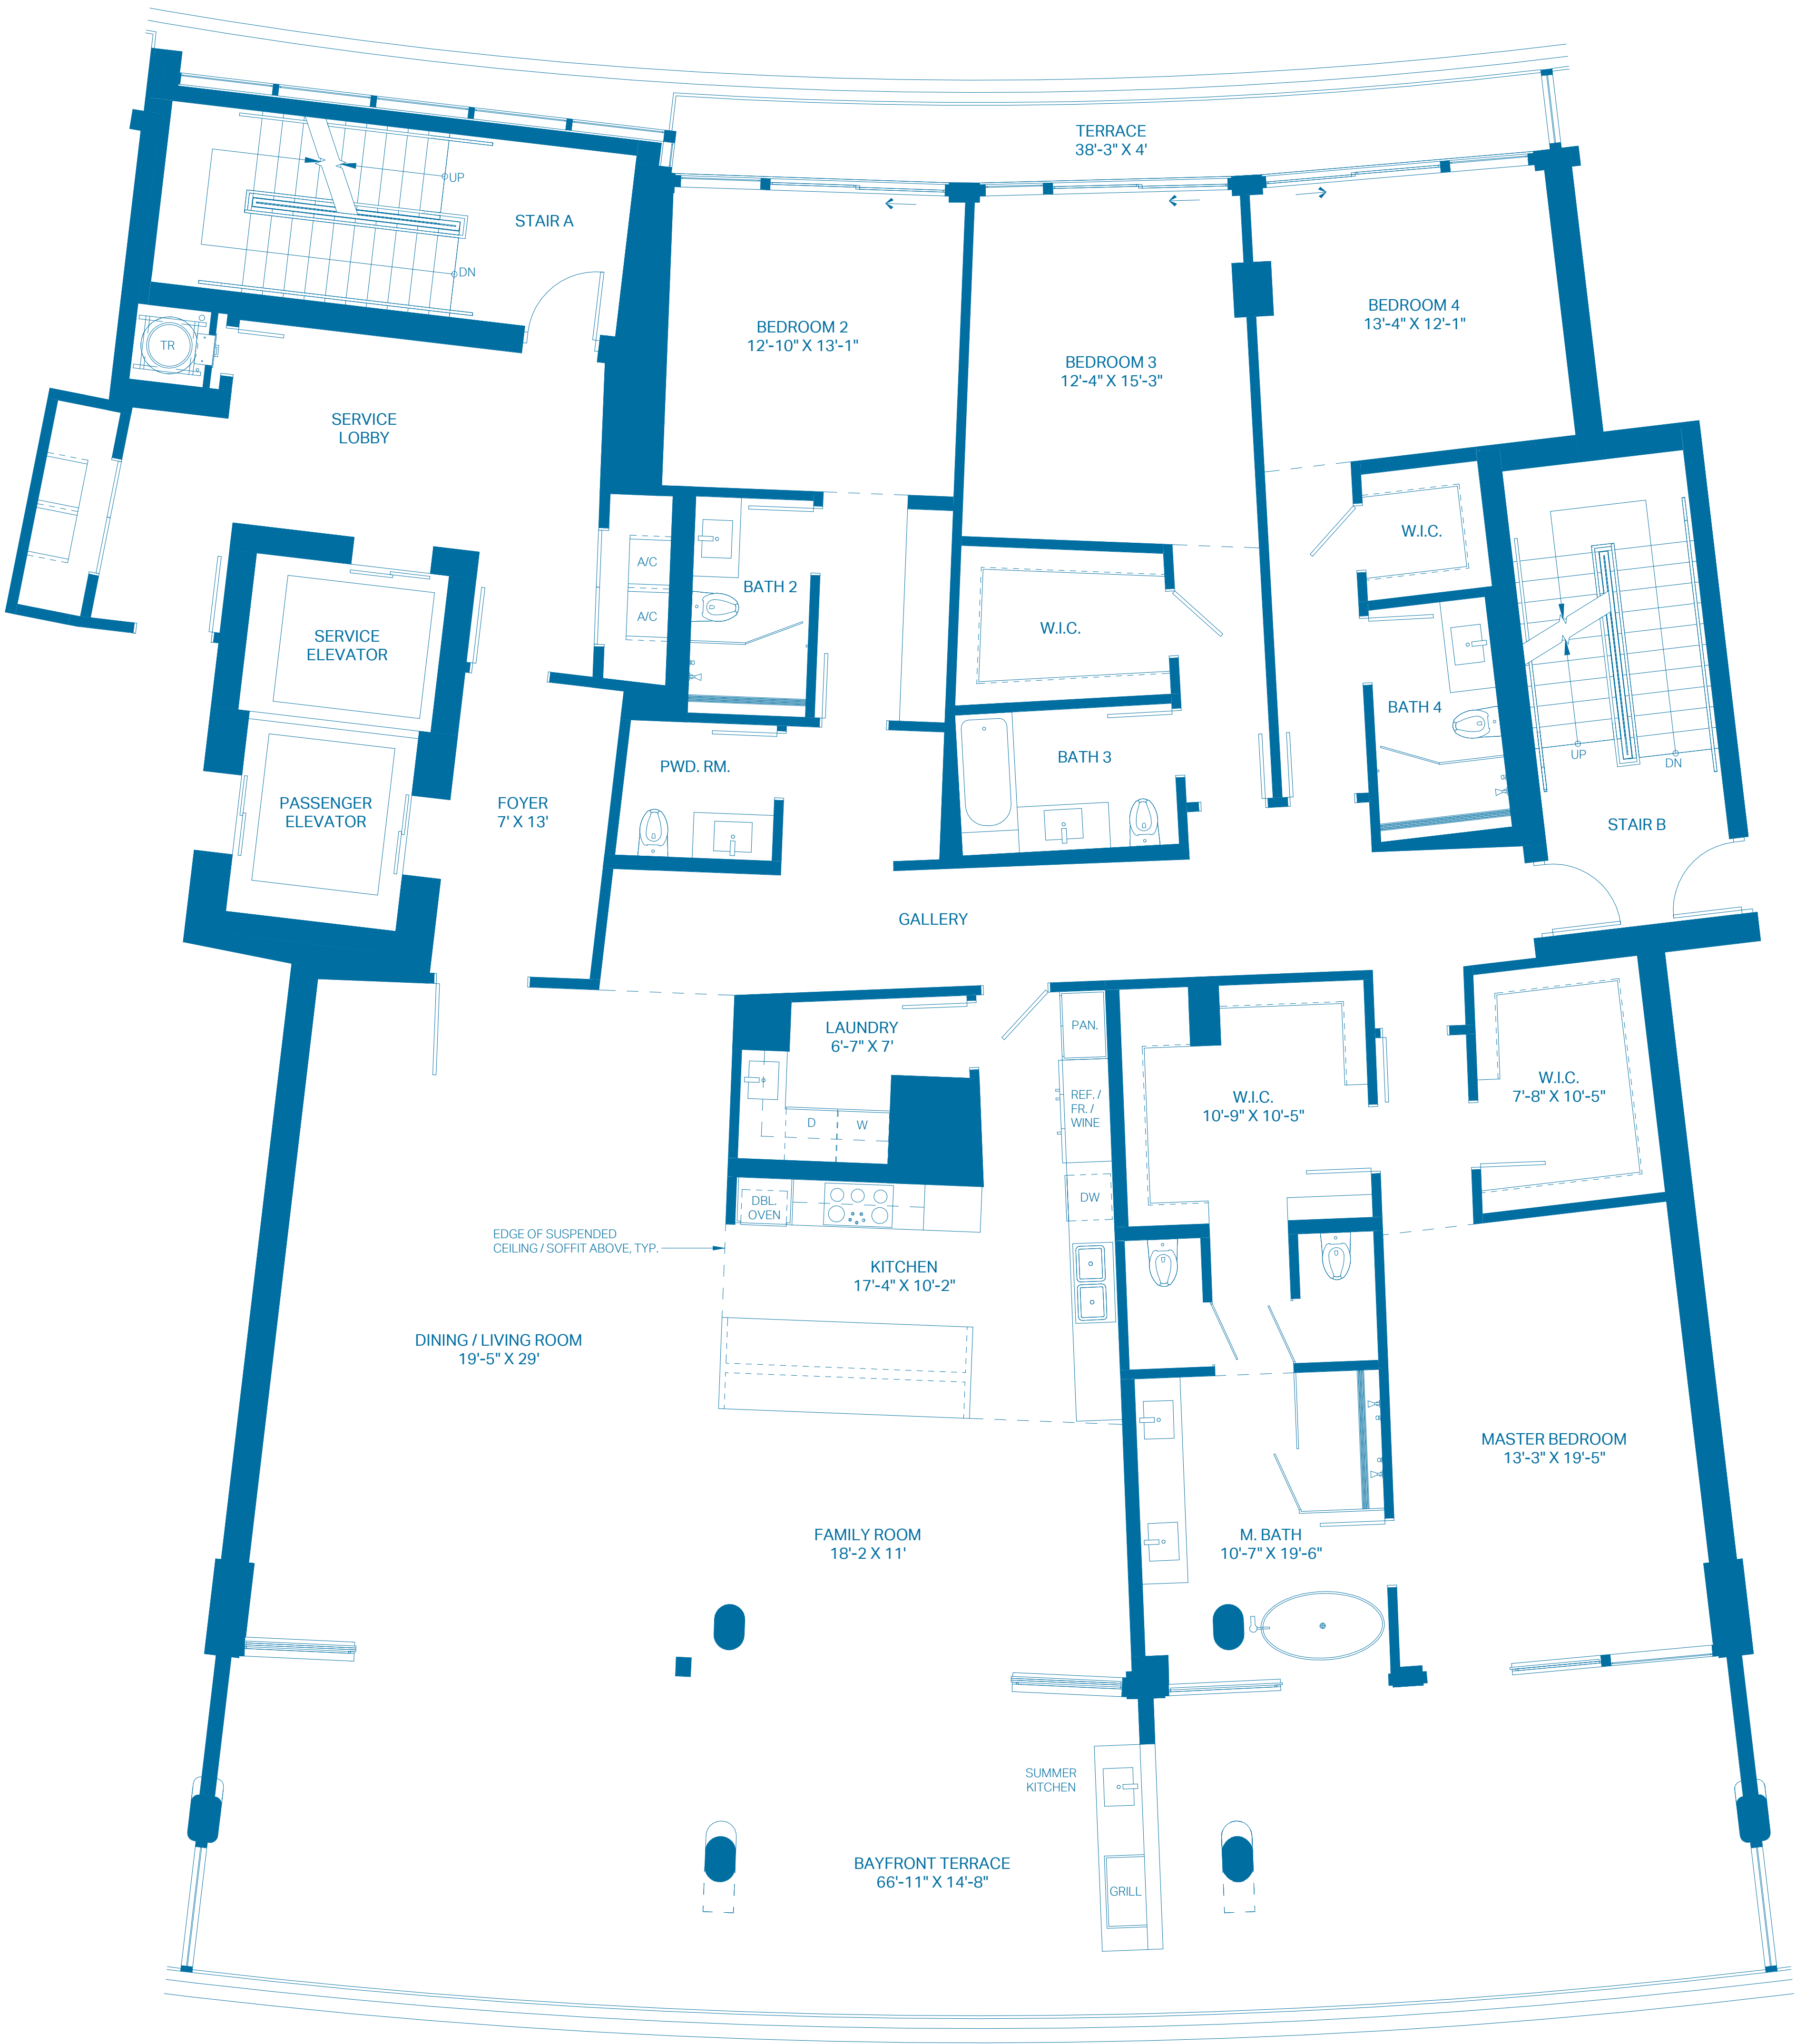 TERRACE
38'-3" X 4'
UP
STAIR A
DN
BEDROOM 2
12'-10" X 13'-1"
BEDROOM 3
12'-4" X 15'-3"
BEDROOM 4
13'-4" X 12'-1"
TR
SERVICE
LOBBY
W.I.C.
A/C
A/C
BATH 2
W.I.C.
SERVICE
ELEVATOR
BATH 4
UP
DN
PWD. RM.
BATH 3
PASSENGER
ELEVATOR
FOYER
7' X 13'
STAIR B
GALLERY
LAUNDRY
6'-7" X 7'
PAN.
REF. /
FR. /
WINE
D
W
W.I.C.
10'-9" X 10'-5"
W.I.C.
7'-8" X 10'-5"
DBL.
OVEN
DW
EDGE OF SUSPENDED
CEILING / SOFFIT ABOVE, TYP.
KITCHEN
17'-4" X 10'-2"
DINING / LIVING ROOM
19'-5" X 29'
MASTER BEDROOM
13'-3" X 19'-5"
FAMILY ROOM
18'-2 X 11'
M. BATH
10'-7" X 19'-6"
SUMMER
KITCHEN
BAYFRONT TERRACE
66'-11" X 14'-8"
GRILL